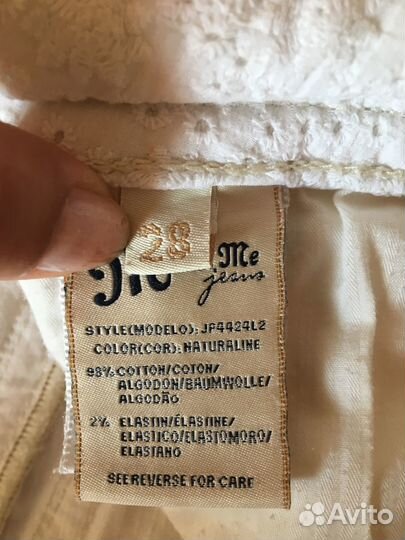 28
Me
jeans
STYLE(MODELO): JP4424L2
COLOR(COR): NATURALINE
98% COTTON/COTON/
ALGODON/BAUMWOLLE/
ALGODÃO
2% ELASTIN/ÉLASTINE/
ELASTICO/ELASTOMORO/
ELASTANO
SEE REVERSE FOR CARE
Avito